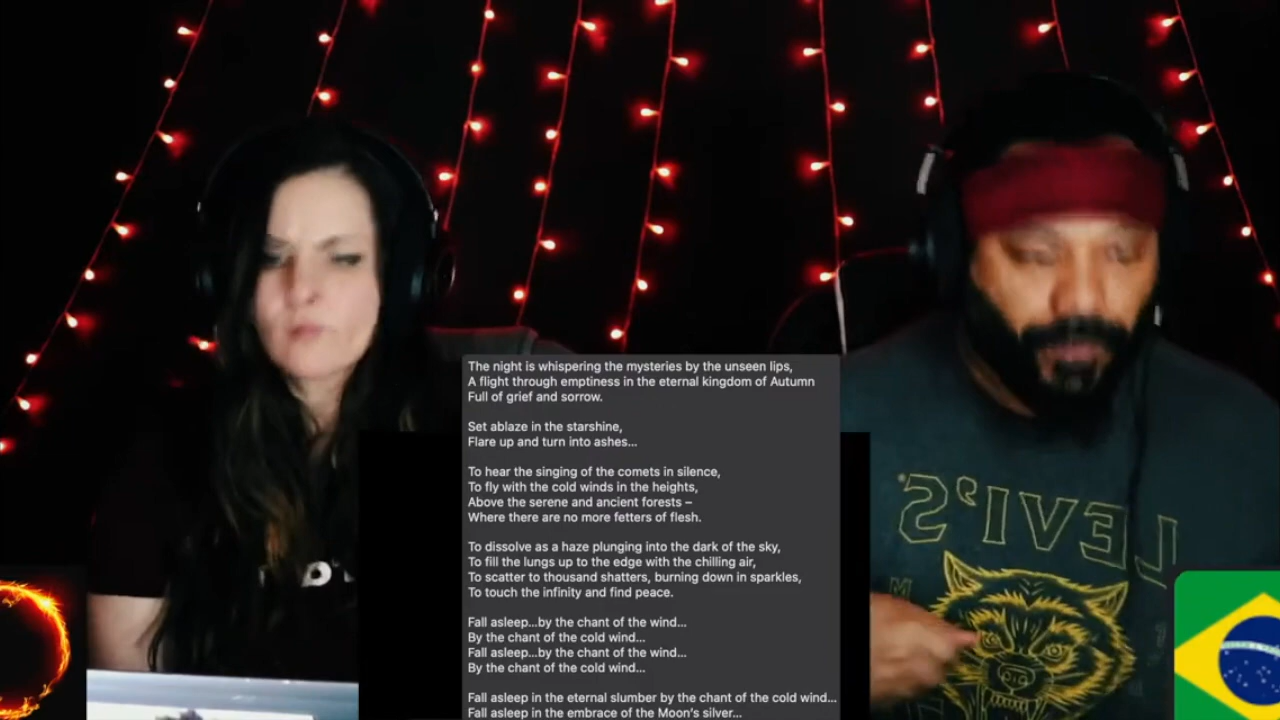 The night is whispering the mysteries by the unseen lips,
A flight through emptiness in the eternal kingdom of Autumn
Full of grief and sorrow.
Set ablaze in the starshine,
Flare up and turn into ashes...
To hear the singing of the comets in silence,
To fly with the cold winds in the heights,
Above the serene and ancient forests –
Where there are no more fetters of flesh.
To dissolve as a haze plunging into the dark of the sky,
To fill the lungs up to the edge with the chilling air,
To scatter to thousand shatters, burning down in sparkles,
To touch the infinity and find peace.
Fall asleep...by the chant of the wind...
By the chant of the cold wind...
Fall asleep...by the chant of the wind...
By the chant of the cold wind...
Fall asleep in the eternal slumber by the chant of the cold wind...
Fall asleep in the embrace of the Moon's silver...
LEVI'S